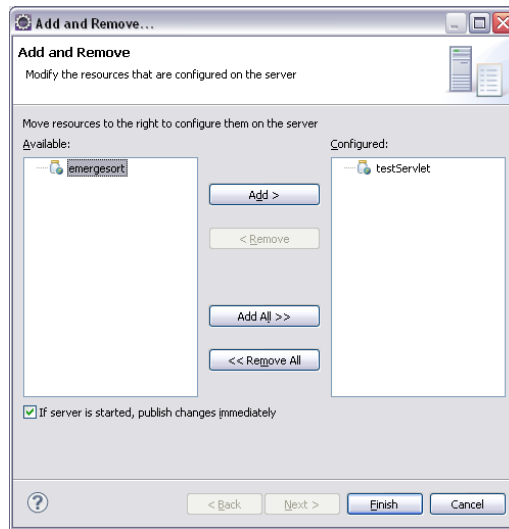 Add and Remove...
Add and Remove
Modify the resources that are configured on the server
Move resources to the right to configure them on the server
Available:
Configured:
emergesort
testServlet
Add >
< Remove
Add All >>
<< Remove All
If server is started, publish changes immediately
?
< Back
Next >
Finish
Cancel